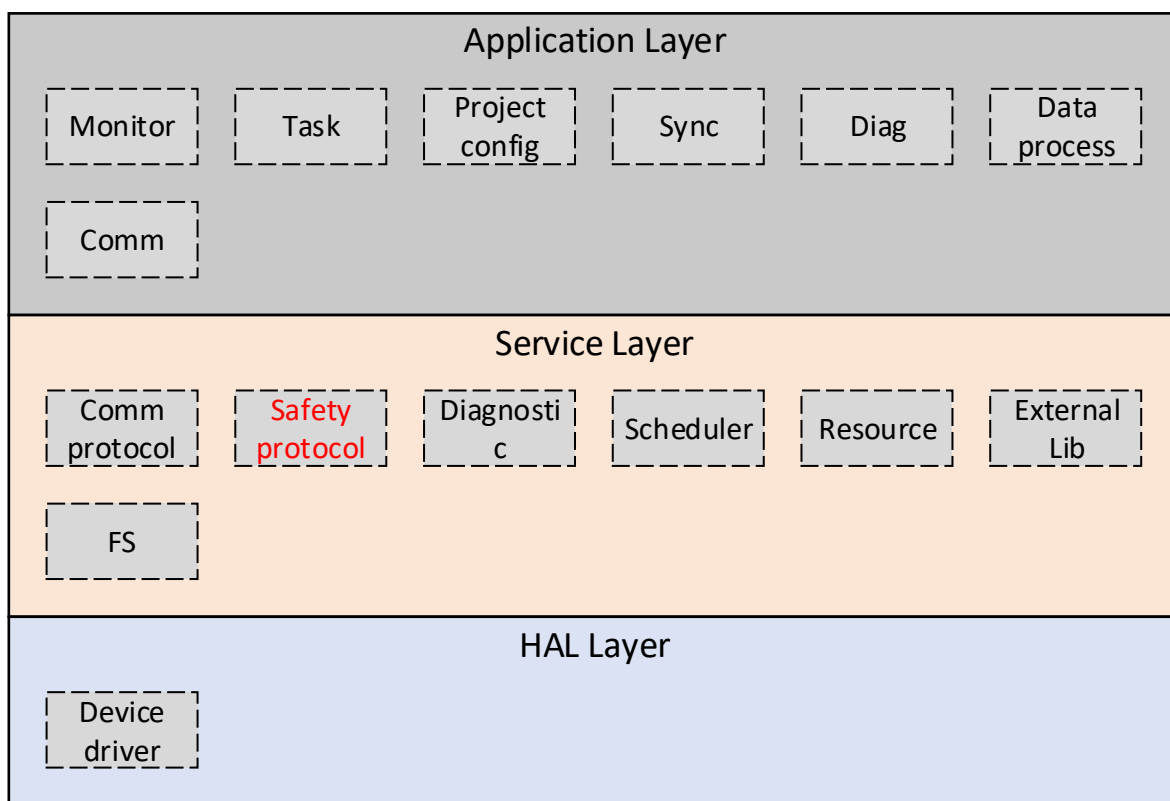 Application Layer
Monitor
Task
Project
config
Sync
Diag
Data
process
Comm
Service Layer
Comm
protocol
Safety
protocol
Diagnosti
c
Scheduler
Resource
External
Lib
FS
HAL Layer
Device
driver